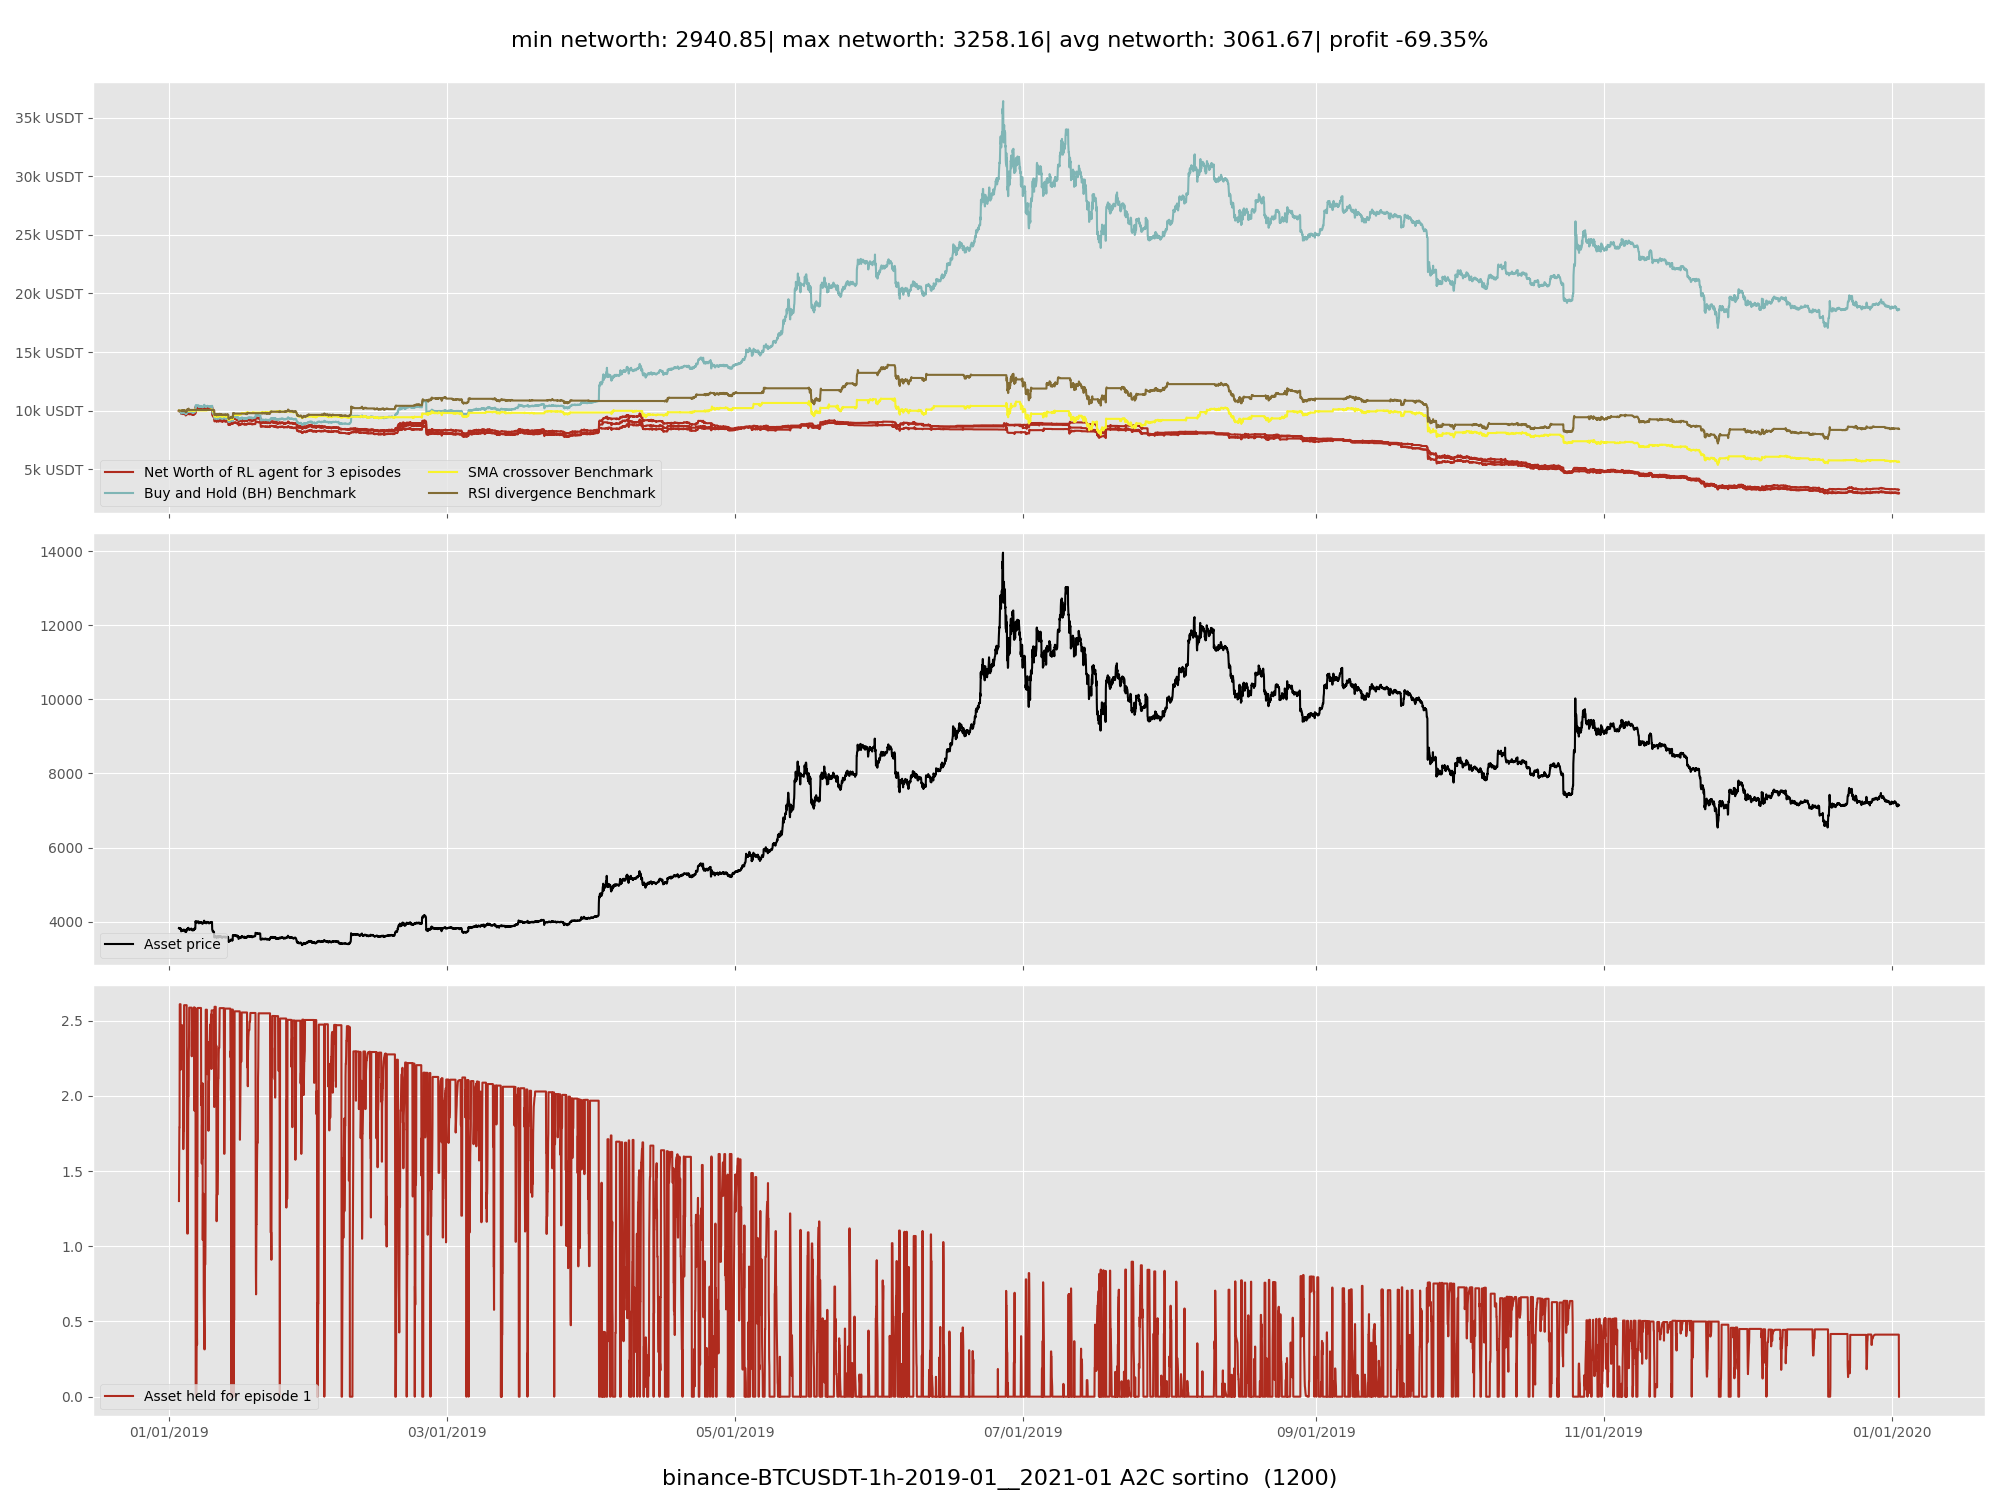 min networth: 2940.85| max networth: 3258.16| avg networth: 3061.67| profit -69.35%
35k USDT
30k USDT
25k USDT
20k USDT
15k USDT
10k USDT
5k USDT
Net Worth of RL agent for 3 episodes
Buy and Hold (BH) Benchmark
SMA crossover Benchmark
RSI divergence Benchmark
14000
12000
10000
8000
6000
4000
Asset price
2.5
2.0
1.5
1.0
0.5
0.0
Asset held for episode 1
01/01/2019 03/01/2019 05/01/2019 07/01/2019 09/01/2019 11/01/2019 01/01/2020
binance-BTCUSDT-1h-2019-01__2021-01 A2C sortino  (1200)